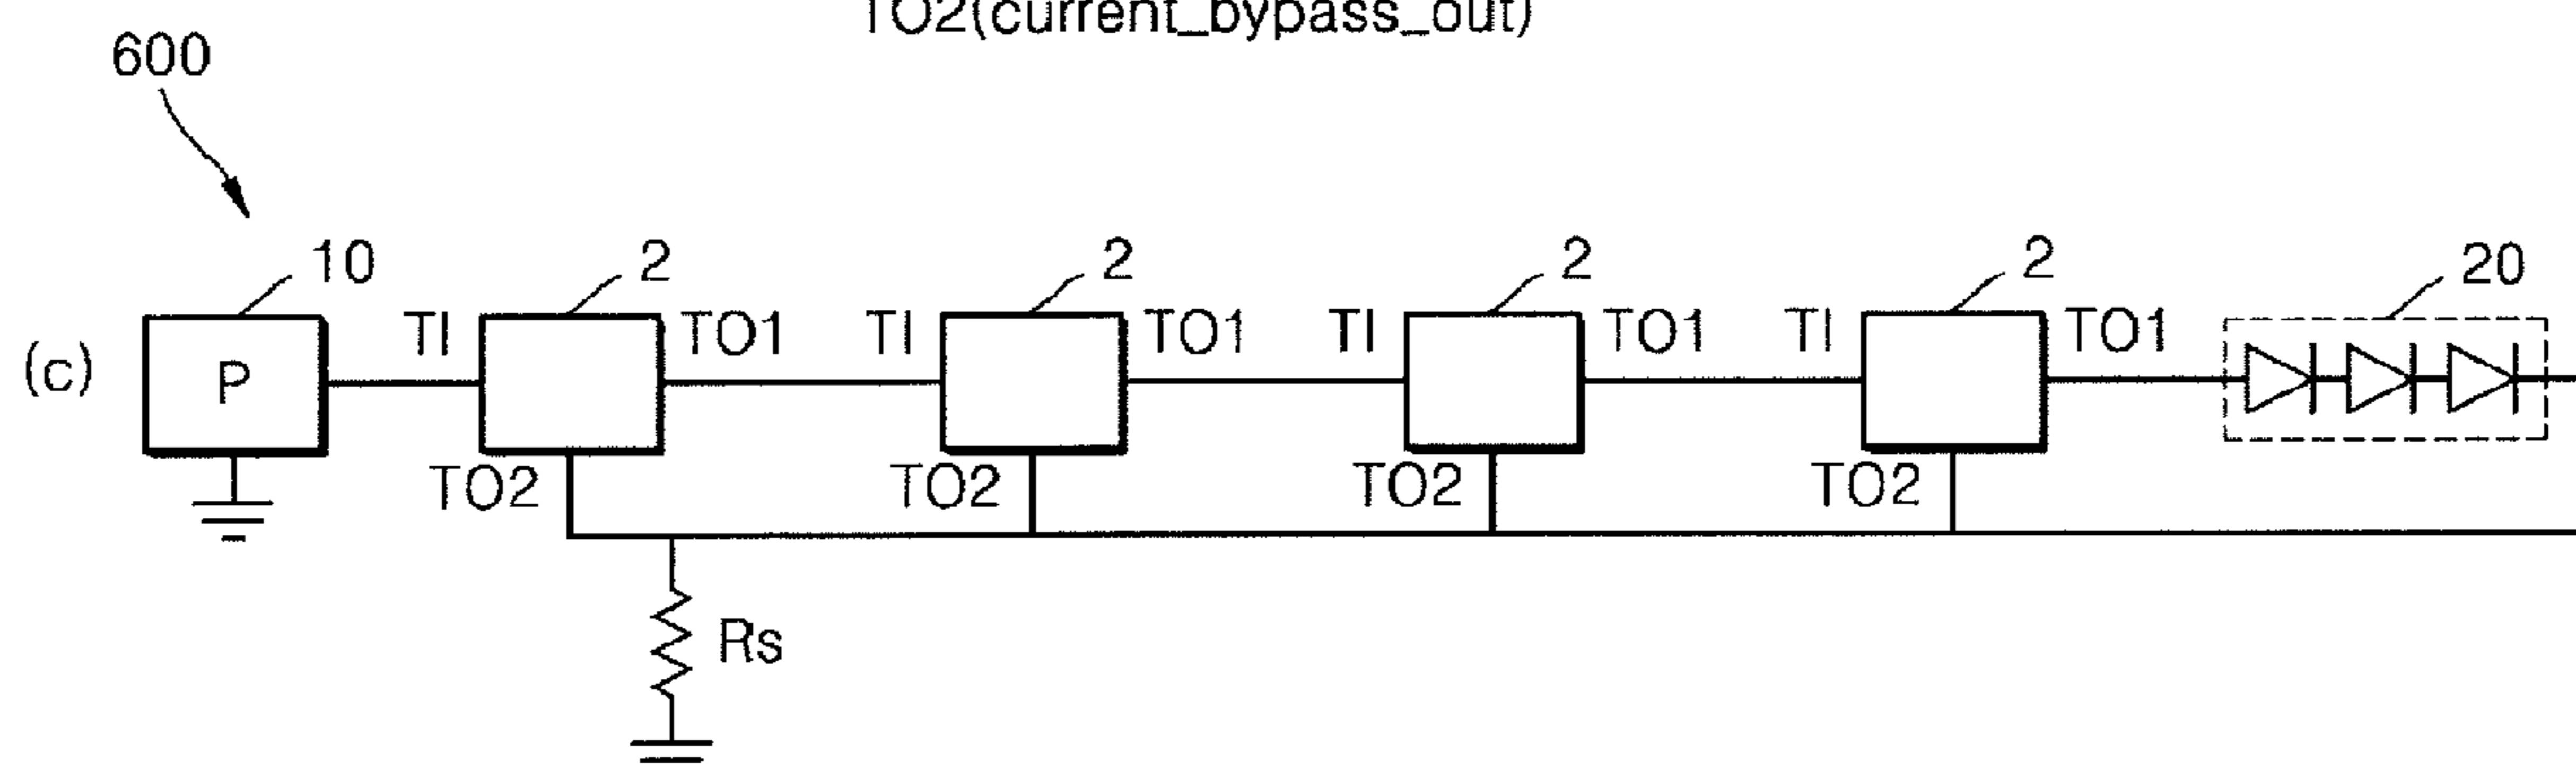 TO2(current_bypass_out)
600
10 2 2 2 2 20
(c) P TI TO1 TI TO1 TI TO1 TI TO1
TO2 TO2 TO2 TO2
Rs